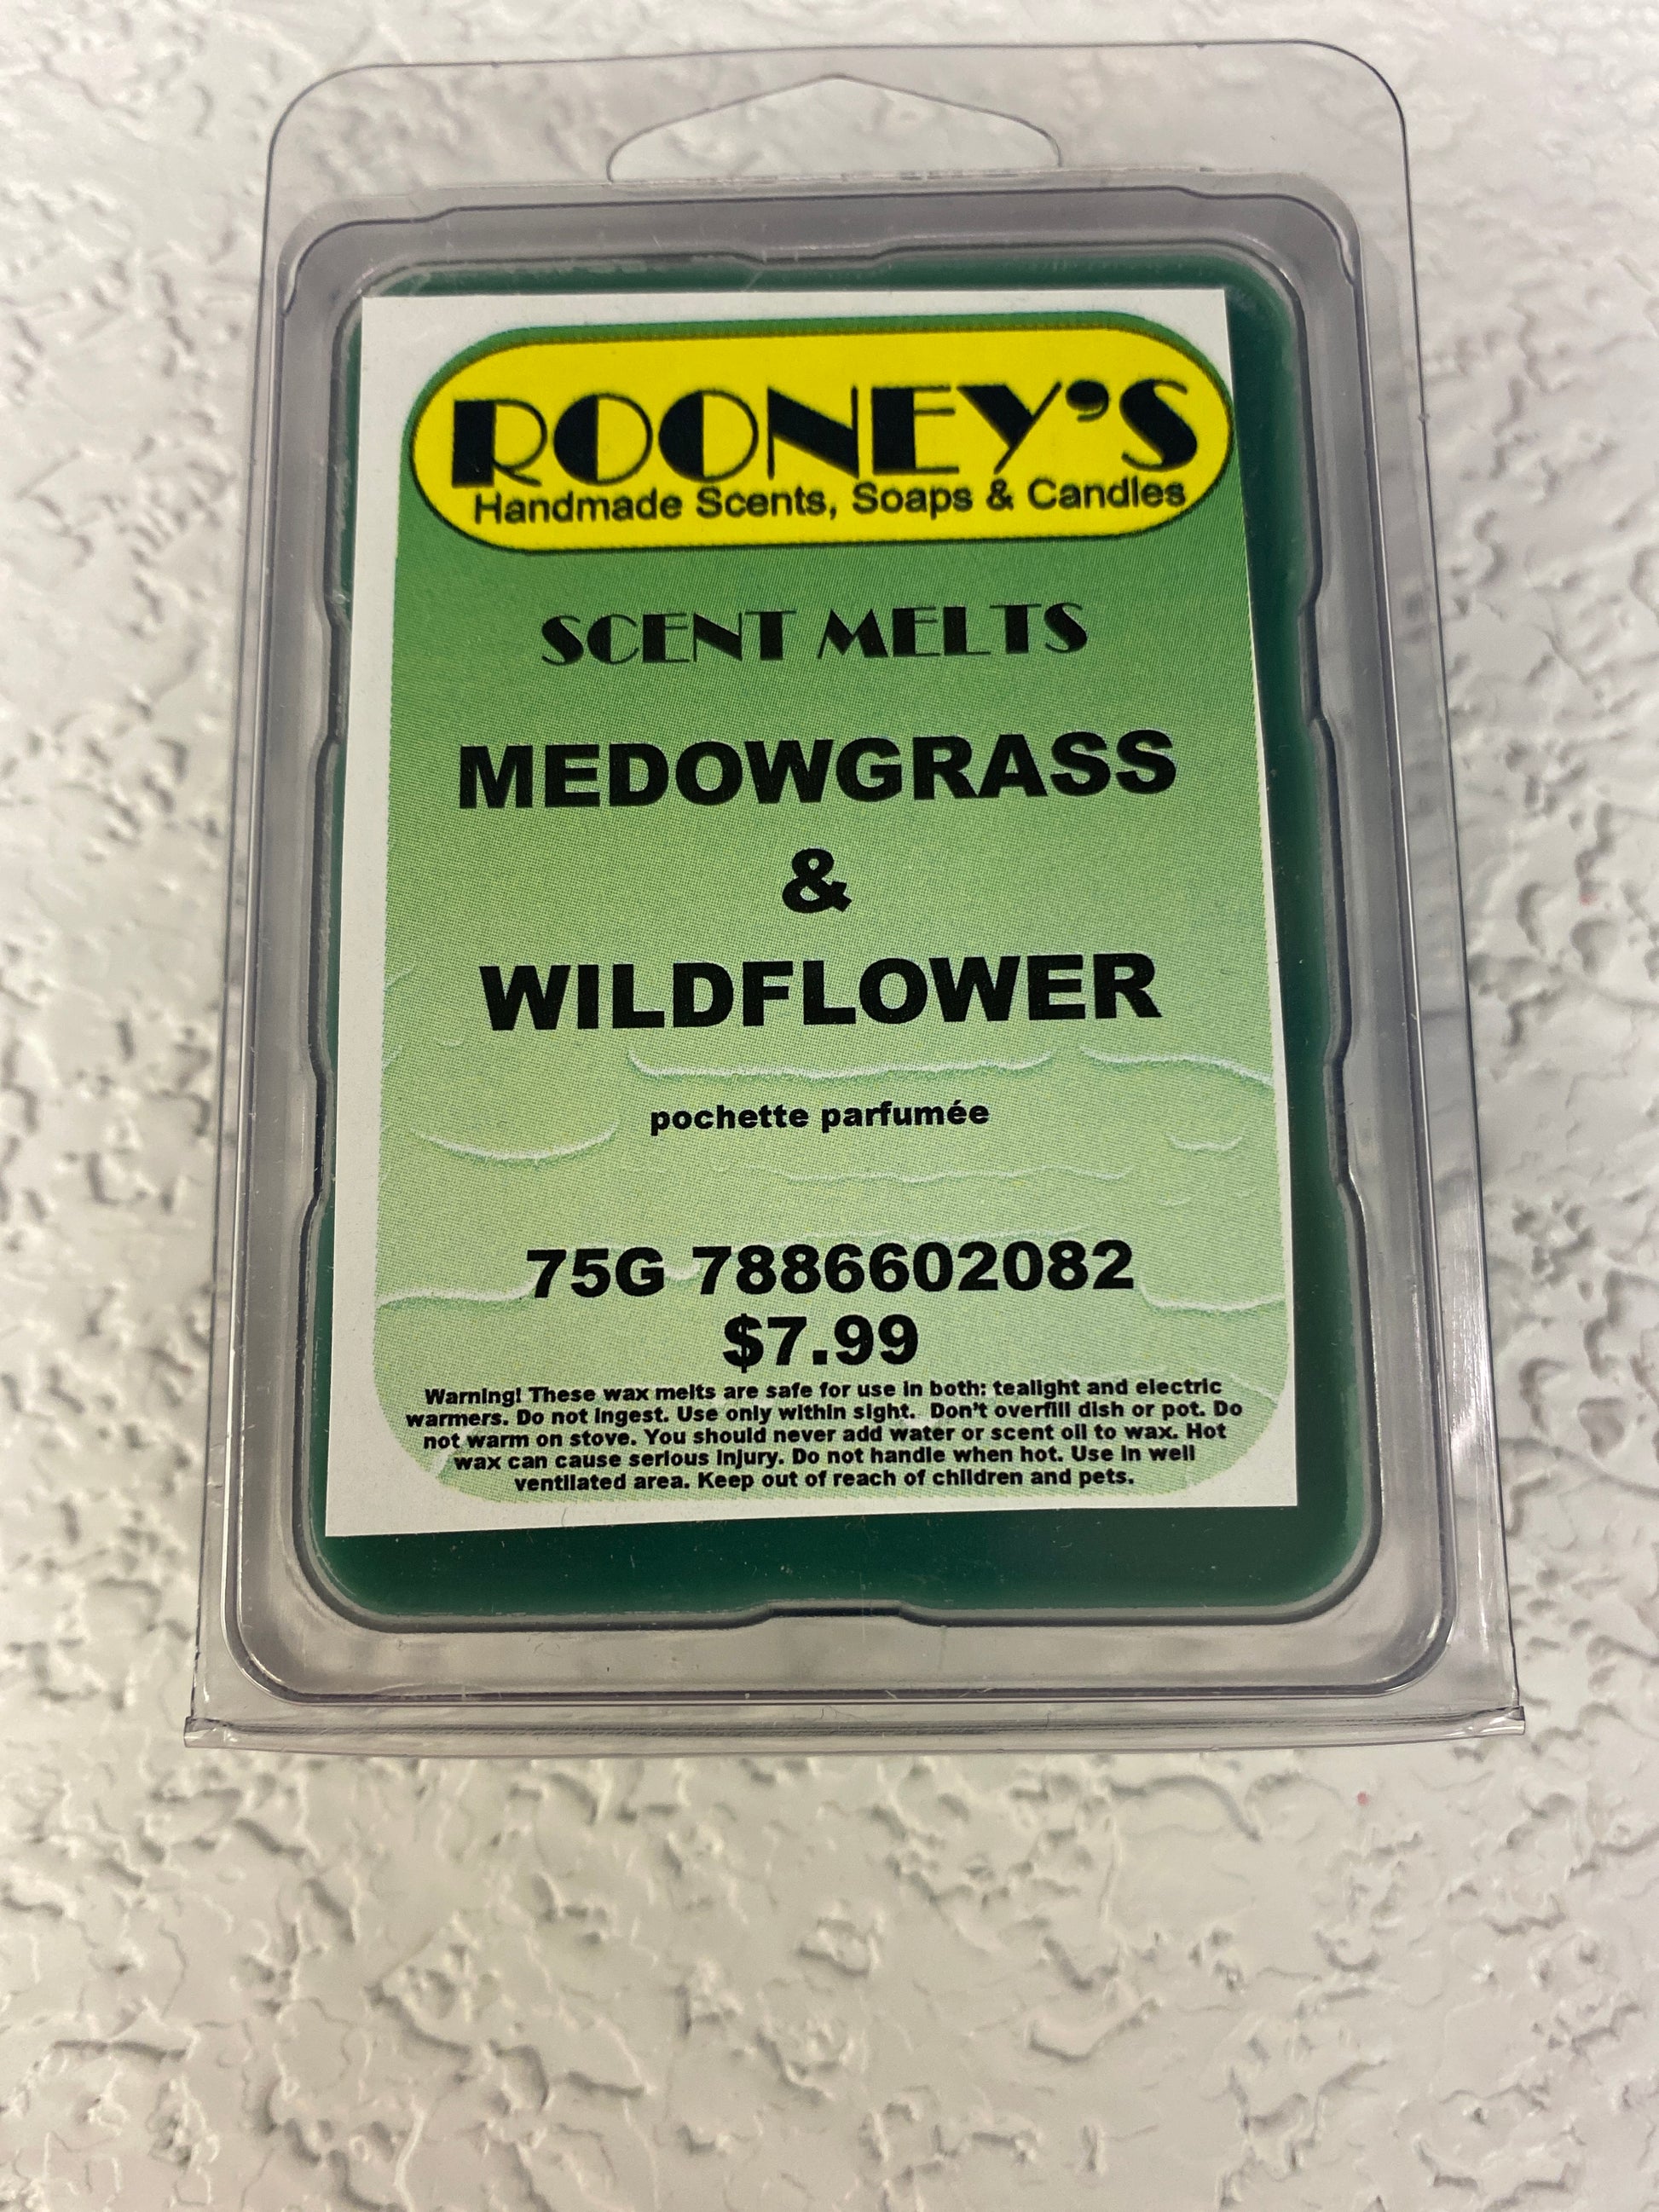 ROONEY'S
Handmade Scents, Soaps & Candles
SCENT MELTS
MEDOWGRASS
&
WILDFLOWER
pochette parfumée
75G 7886602082
$7.99
Warning! These wax melts are safe for use in both: tealight and electric
warmers. Do not ingest. Use only within sight. Don't overfill dish or pot. Do
not warm on stove. You should never add water or scent oil to wax. Hot
wax can cause serious injury. Do not handle when hot. Use in well
ventilated area. Keep out of reach of children and pets.